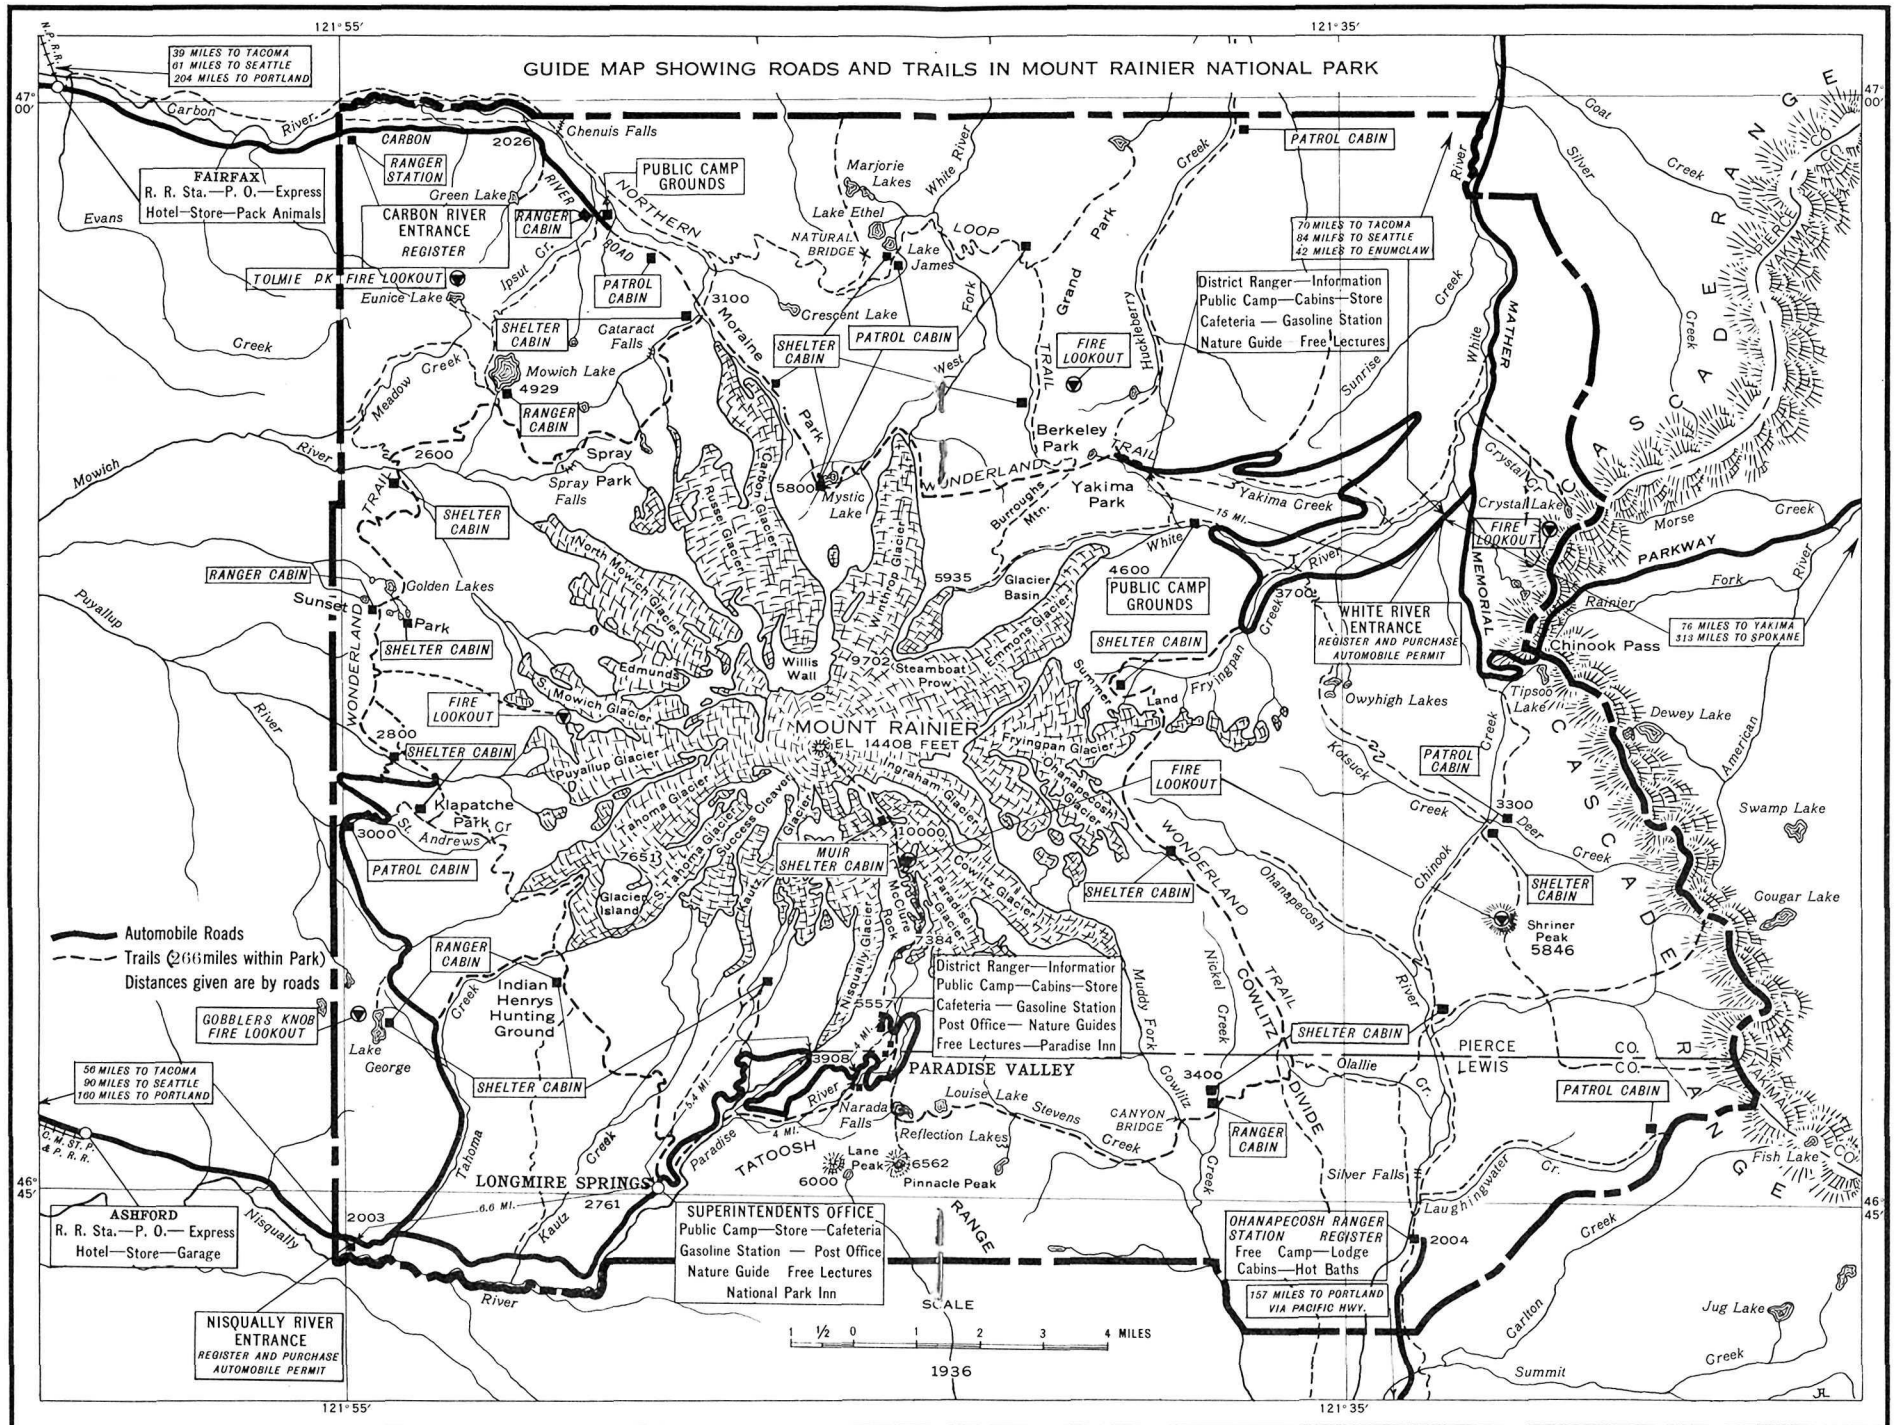 121°55′
121°35′
N.P.R.R.
39 MILES TO TACOMA
61 MILES TO SEATTLE
204 MILES TO PORTLAND
GUIDE MAP SHOWING ROADS AND TRAILS IN MOUNT RAINIER NATIONAL PARK
47°
00′
47°
00′
Carbon
River
CARBON
RIVER
ROAD
2026
Chenuis Falls
RANGER
STATION
PUBLIC CAMP
GROUNDS
NORTHERN
LOOP
TRAIL
Marjorie
Lakes
White River
Creek
PATROL CABIN
River
Goat
Creek
Silver
Creek
CASCADE RANGE
PIERCE CO.
YAKIMA CO.
FAIRFAX
R. R. Sta.—P. O.—Express
Hotel—Store—Pack Animals
Evans
Creek
Green Lake
CARBON RIVER
ENTRANCE
REGISTER
RANGER
CABIN
Ipsut Cr.
Lake Ethel
NATURAL
BRIDGE
Lake
James
Grand
Park
70 MILES TO TACOMA
84 MILES TO SEATTLE
42 MILES TO ENUMCLAW
TOLMIE PK FIRE LOOKOUT
Eunice Lake
PATROL
CABIN
3100
Moraine
Park
Crescent Lake
Fork
West
Huckleberry
District Ranger—Information
Public Camp—Cabins—Store
Cafeteria — Gasoline Station
Nature Guide Free Lectures
Creek
Sunrise
White
MATHER
MEMORIAL
PARKWAY
SHELTER
CABIN
Cataract
Falls
SHELTER
CABIN
PATROL CABIN
FIRE
LOOKOUT
Meadow
Creek
Mowich Lake
4929
RANGER
CABIN
Mowich
River
2600
Spray
Park
Spray
Falls
Carbon Glacier
Russel Glacier
5800
Mystic
Lake
Winthrop Glacier
WONDERLAND
TRAIL
Berkeley
Park
Yakima
Park
Burroughs
Mtn.
Yakima Creek
15 MI.
Crystal Cr.
Crystal Lake
FIRE
LOOKOUT
Morse
Creek
TRAIL
SHELTER
CABIN
North Mowich Glacier
5935
Glacier
Basin
White
River
4600
PUBLIC CAMP
GROUNDS
3700
WHITE RIVER
ENTRANCE
REGISTER AND PURCHASE
AUTOMOBILE PERMIT
Fork
Rainier
River
76 MILES TO YAKIMA
313 MILES TO SPOKANE
RANGER CABIN
Golden Lakes
Sunset
Park
SHELTER CABIN
Puyallup
River
WONDERLAND
Edmunds
Willis
Wall
9702
Steamboat
Prow
Emmons Glacier
SHELTER CABIN
Summer
Land
Fryingpan
Creek
Owyhigh Lakes
Chinook Pass
Tipsoo
Lake
Dewey Lake
American
FIRE
LOOKOUT
S. Mowich Glacier
MOUNT RAINIER
EL 14408 FEET
Fryingpan Glacier
Ohanapecosh
Glacier
Kotsuck
Creek
PATROL
CABIN
Creek
2800
SHELTER CABIN
Puyallup Glacier
Ingraham Glacier
FIRE
LOOKOUT
3300
Deer
Creek
Swamp Lake
CASCADE RANGE
Klapatche
Park
3000
St.
Andrews
Cr
Tahoma Glacier
7651
S. Tahoma Glacier
Success Cleaver
Kautz
Glacier
MUIR
SHELTER CABIN
10000
Cowlitz Glacier
Paradise
Glacier
McClure
Rock
WONDERLAND
TRAIL
Ohanapecosh
River
Chinook
SHELTER
CABIN
PATROL CABIN
SHELTER CABIN
Glacier
Island
Nisqually Glacier
7384
Cougar Lake
Shriner
Peak
5846
Automobile Roads
Trails (266 miles within Park)
Distances given are by roads
RANGER
CABIN
Indian
Henrys
Hunting
Ground
Creek
GOBBLERS KNOB
FIRE LOOKOUT
Lake
George
5557
District Ranger—Information
Public Camp—Cabins—Store
Cafeteria — Gasoline Station
Post Office— Nature Guides
Free Lectures—Paradise Inn
Muddy Fork
Cowlitz
Nickel
Creek
COWLITZ
DIVIDE
SHELTER CABIN
PIERCE CO.
LEWIS CO.
Olallie
Cr.
56 MILES TO TACOMA
90 MILES TO SEATTLE
160 MILES TO PORTLAND
SHELTER CABIN
5.4 MI.
3908
4 MI.
PARADISE VALLEY
River
Paradise
4 MI.
Narada
Falls
Louise Lake
Stevens
Creek
Reflection Lakes
CANYON
BRIDGE
3400
RANGER
CABIN
PATROL CABIN
YAKIMA CO.
Fish Lake
C. M. ST. P.
& P. R. R.
Tahoma
Creek
TATOOSH
RANGE
Lane
Peak
6000
6562
Pinnacle Peak
Creek
Silver Falls
Laughingwater
Cr.
46°
45′
46°
45′
LONGMIRE SPRINGS
2761
6.6 MI.
Kautz
ASHFORD
R. R. Sta.— P. O.— Express
Hotel—Store—Garage
Nisqually
River
2003
SUPERINTENDENTS OFFICE
Public Camp—Store—Cafeteria
Gasoline Station — Post Office
Nature Guide Free Lectures
National Park Inn
OHANAPECOSH RANGER
STATION REGISTER
Free Camp—Lodge
Cabins—Hot Baths
2004
157 MILES TO PORTLAND
VIA PACIFIC HWY.
Carlton
Creek
Jug Lake
NISQUALLY RIVER
ENTRANCE
REGISTER AND PURCHASE
AUTOMOBILE PERMIT
SCALE
1 ½ 0 1 2 3 4 MILES
1936
Summit
Creek
121°55′
121°35′